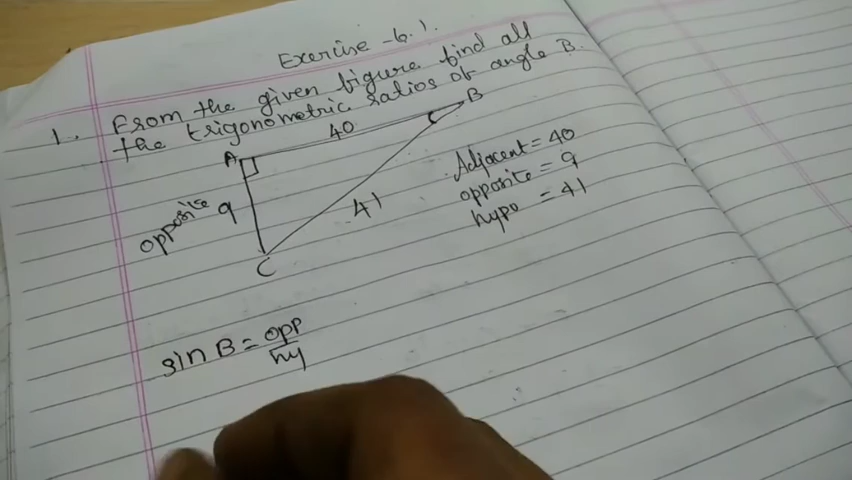 Exercise -6.1.
1. From the given figure find all
the trigonometric ratios of angle B.
B
40
A
Adjacent = 40
opposite = 9
hypo = 41
opposite 9
41
C
sin B = opp
hy